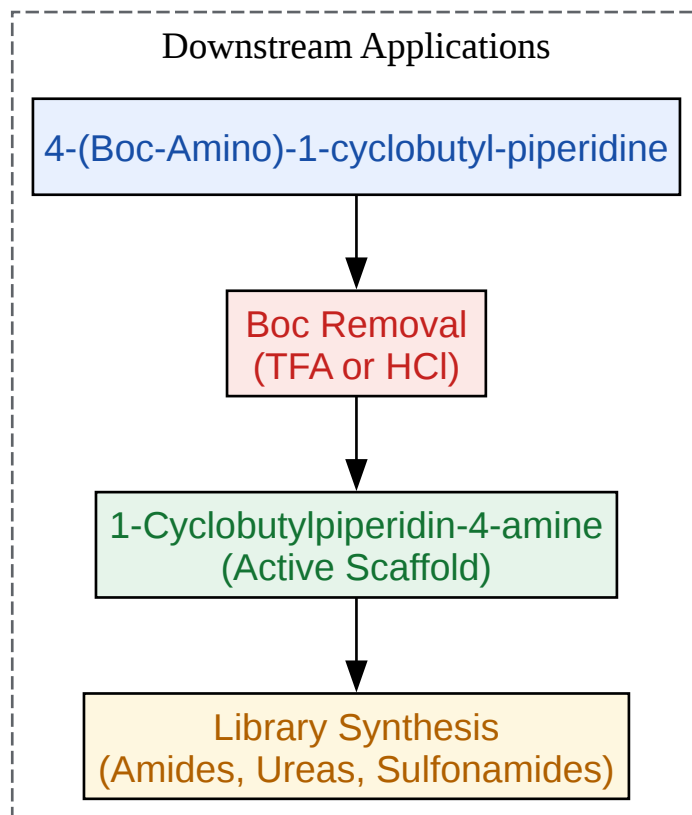 Downstream Applications
4-(Boc-Amino)-1-cyclobutyl-piperidine
Boc Removal
(TFA or HCl)
1-Cyclobutylpiperidin-4-amine
(Active Scaffold)
Library Synthesis
(Amides, Ureas, Sulfonamides)